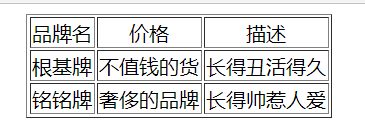 品牌名 价格 描述
根基牌 不值钱的货 长得丑活得久
铭铭牌 奢侈的品牌 长得帅惹人爱